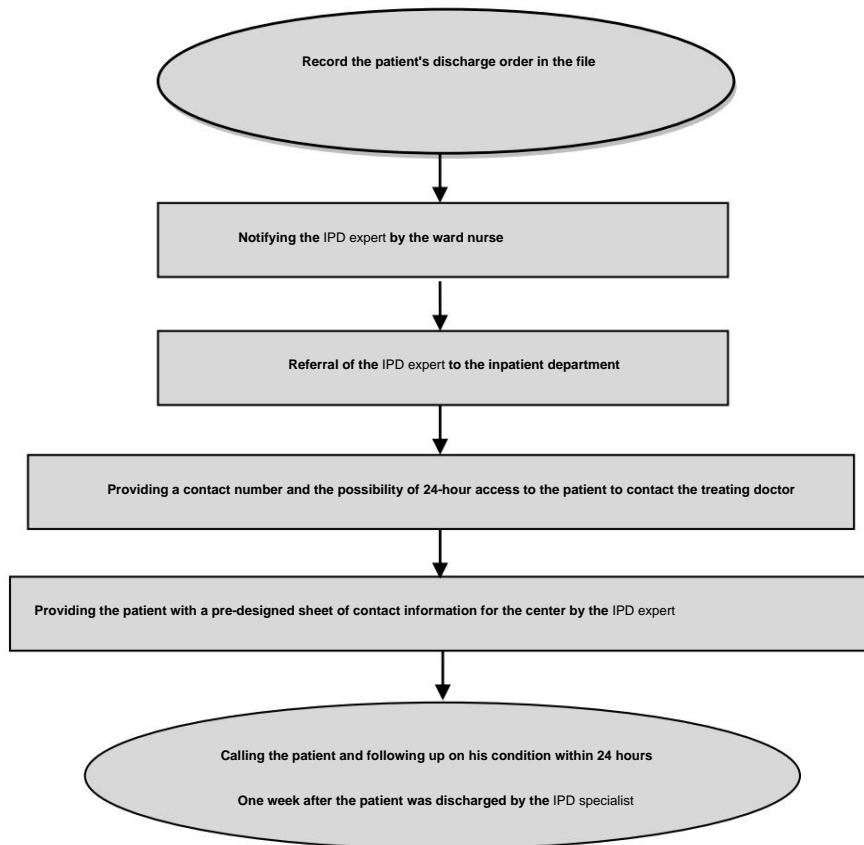 Record the patient's discharge order in the file
Notifying the IPD expert by the ward nurse
Referral of the IPD expert to the inpatient department
Providing a contact number and the possibility of 24-hour access to the patient to contact the treating doctor
Providing the patient with a pre-designed sheet of contact information for the center by the IPD expert
Calling the patient and following up on his condition within 24 hours
One week after the patient was discharged by the IPD specialist